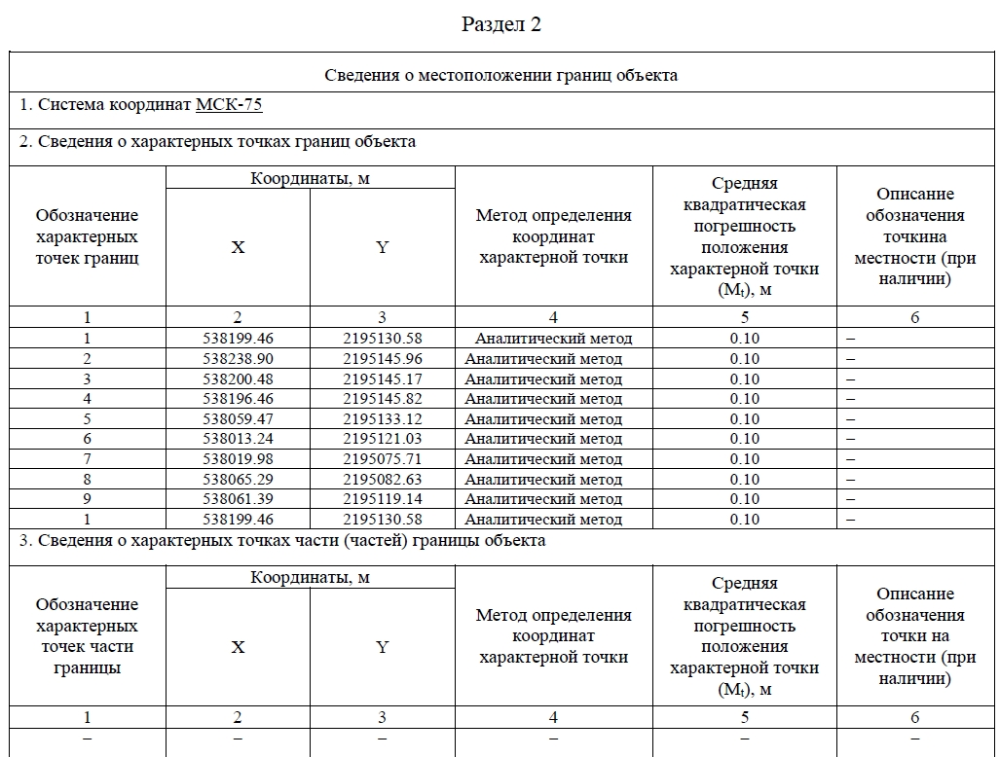 Раздел 2
Сведения о местоположении границ объекта
1. Система координат МСК-75
2. Сведения о характерных точках границ объекта
Обозначение характерных точек границ
Координаты, м
X
Y
Метод определения координат характерной точки
Средняя квадратическая погрешность положения характерной точки (Mt), м
Описание обозначения точкина местности (при наличии)
1 2 3 4 5 6
1 538199.46 2195130.58 Аналитический метод 0.10 –
2 538238.90 2195145.96 Аналитический метод 0.10 –
3 538200.48 2195145.17 Аналитический метод 0.10 –
4 538196.46 2195145.82 Аналитический метод 0.10 –
5 538059.47 2195133.12 Аналитический метод 0.10 –
6 538013.24 2195121.03 Аналитический метод 0.10 –
7 538019.98 2195075.71 Аналитический метод 0.10 –
8 538065.29 2195082.63 Аналитический метод 0.10 –
9 538061.39 2195119.14 Аналитический метод 0.10 –
1 538199.46 2195130.58 Аналитический метод 0.10 –
3. Сведения о характерных точках части (частей) границы объекта
Обозначение характерных точек части границы
Координаты, м
X
Y
Метод определения координат характерной точки
Средняя квадратическая погрешность положения характерной точки (Mt), м
Описание обозначения точки на местности (при наличии)
1 2 3 4 5 6
– – – – – –